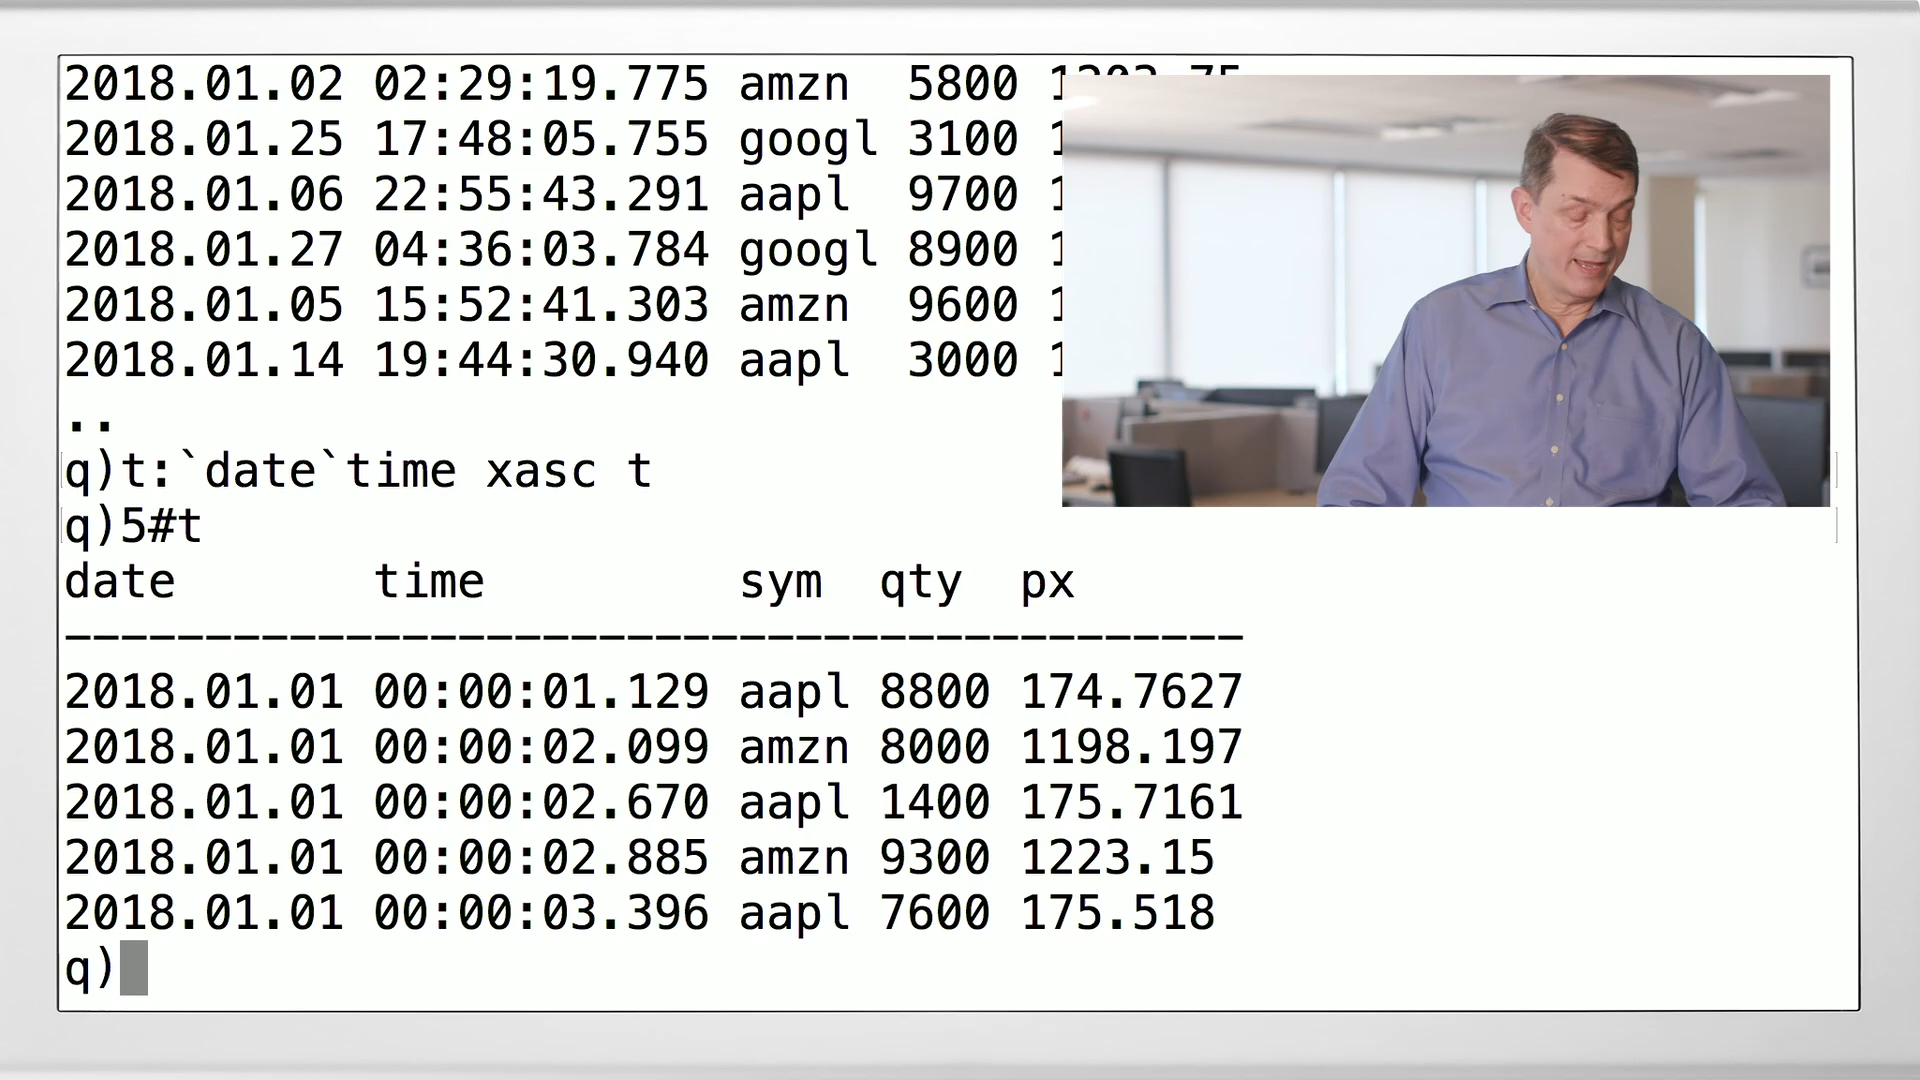 2018.01.02 02:29:19.775 amzn  5800
2018.01.25 17:48:05.755 googl 3100
2018.01.06 22:55:43.291 aapl  9700
2018.01.27 04:36:03.784 googl 8900
2018.01.05 15:52:41.303 amzn  9600
2018.01.14 19:44:30.940 aapl  3000
..
q)t:`date`time xasc t
q)5#t
date       time         sym  qty  px
------------------------------------------
2018.01.01 00:00:01.129 aapl 8800 174.7627
2018.01.01 00:00:02.099 amzn 8000 1198.197
2018.01.01 00:00:02.670 aapl 1400 175.7161
2018.01.01 00:00:02.885 amzn 9300 1223.15
2018.01.01 00:00:03.396 aapl 7600 175.518
q)